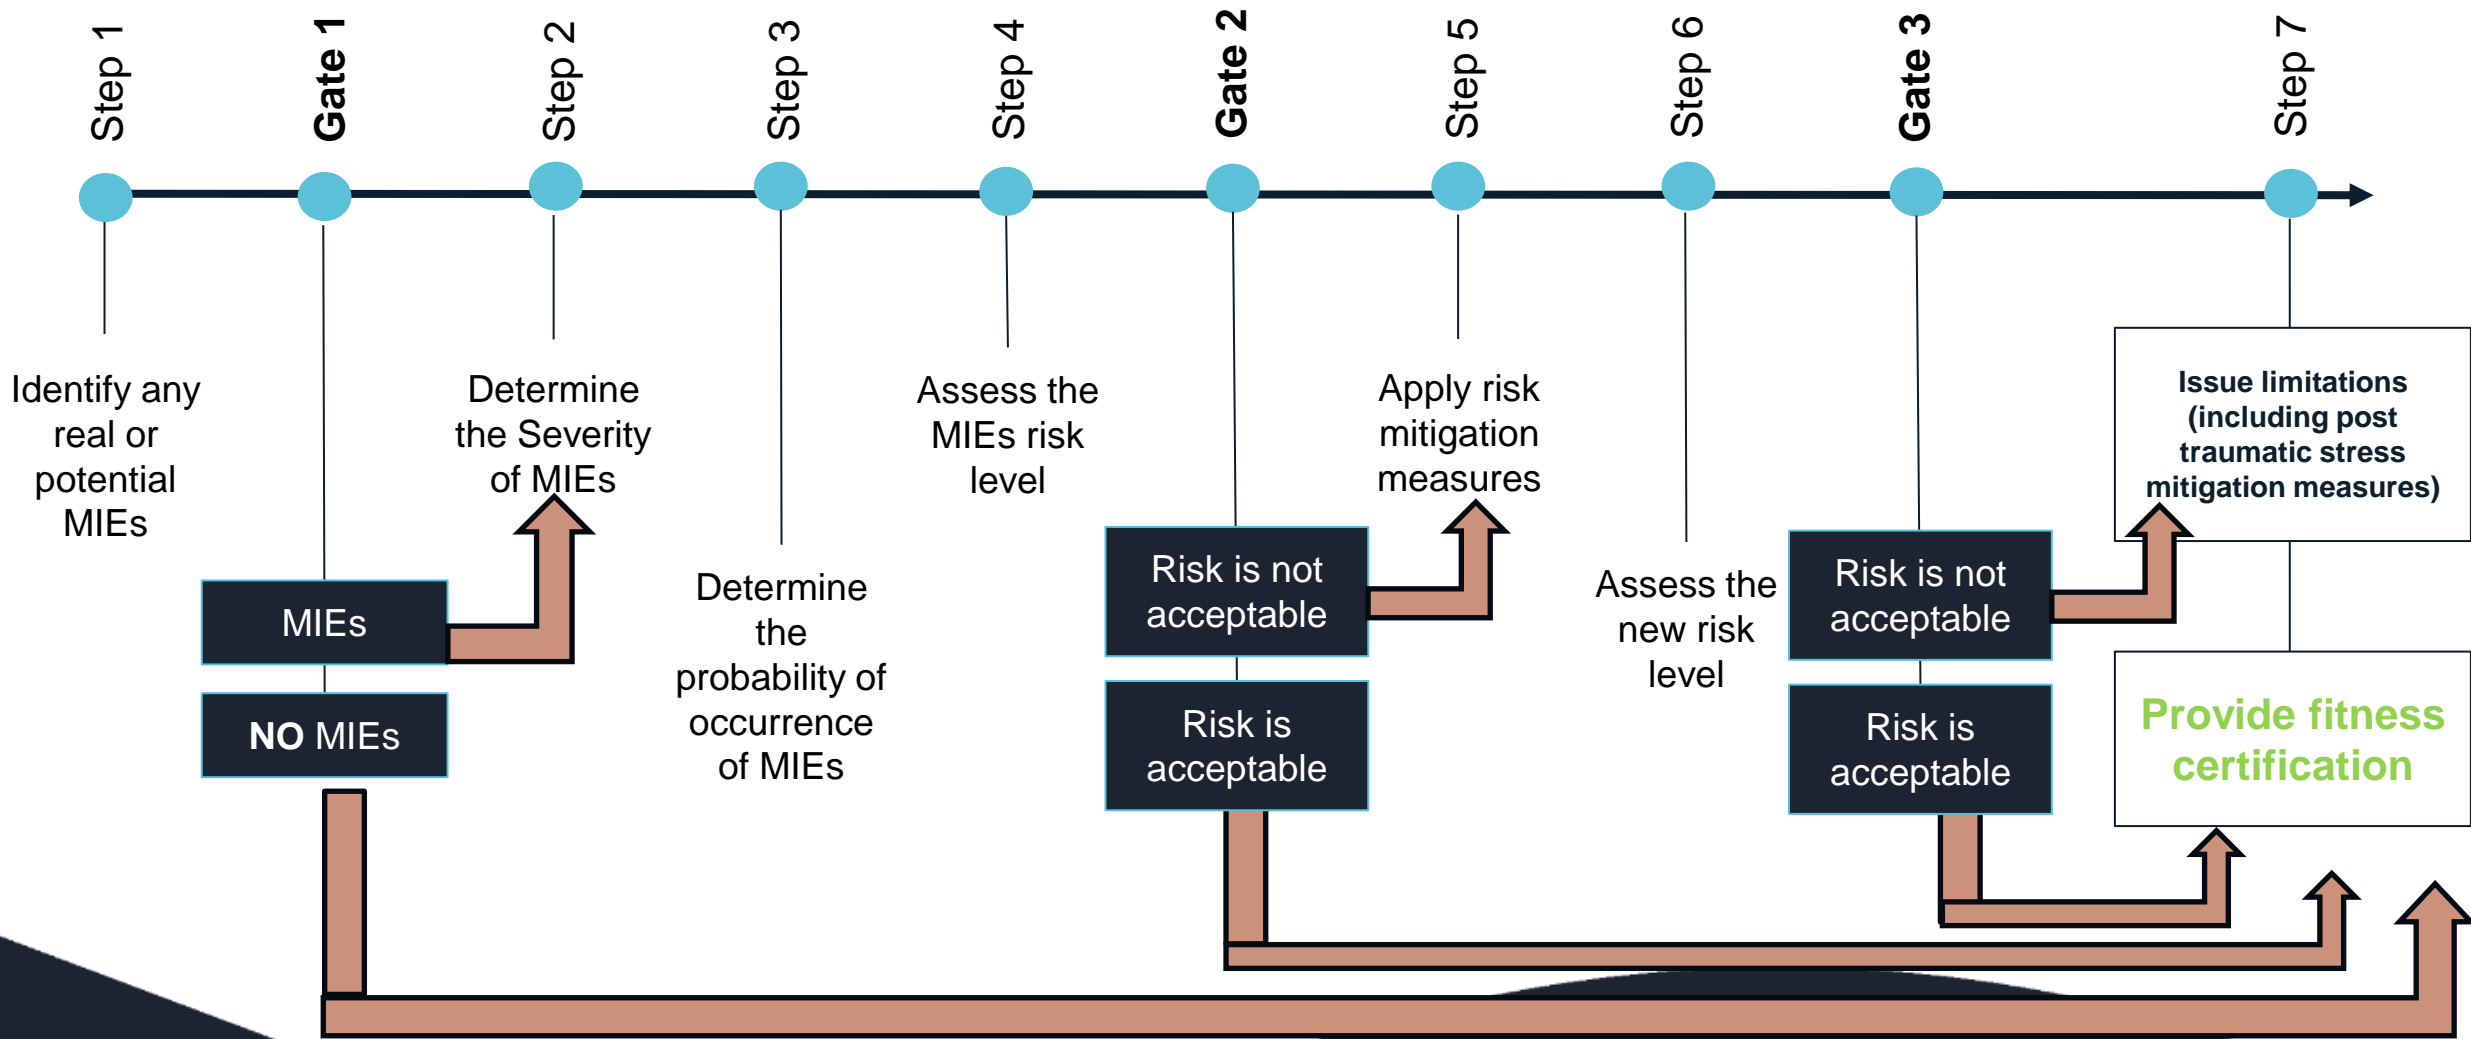 Step 1
Gate 1
Step 2
Step 3
Step 4
Gate 2
Step 5
Step 6
Gate 3
Step 7
Identify any
real or
potential
MIEs
MIEs
NO MIEs
Determine
the Severity
of MIEs
Determine
the
probability of
occurrence
of MIEs
Assess the
MIEs risk
level
Risk is not
acceptable
Risk is
acceptable
Apply risk
mitigation
measures
Assess the
new risk
level
Risk is not
acceptable
Risk is
acceptable
Issue limitations
(including post
traumatic stress
mitigation measures)
Provide fitness
certification